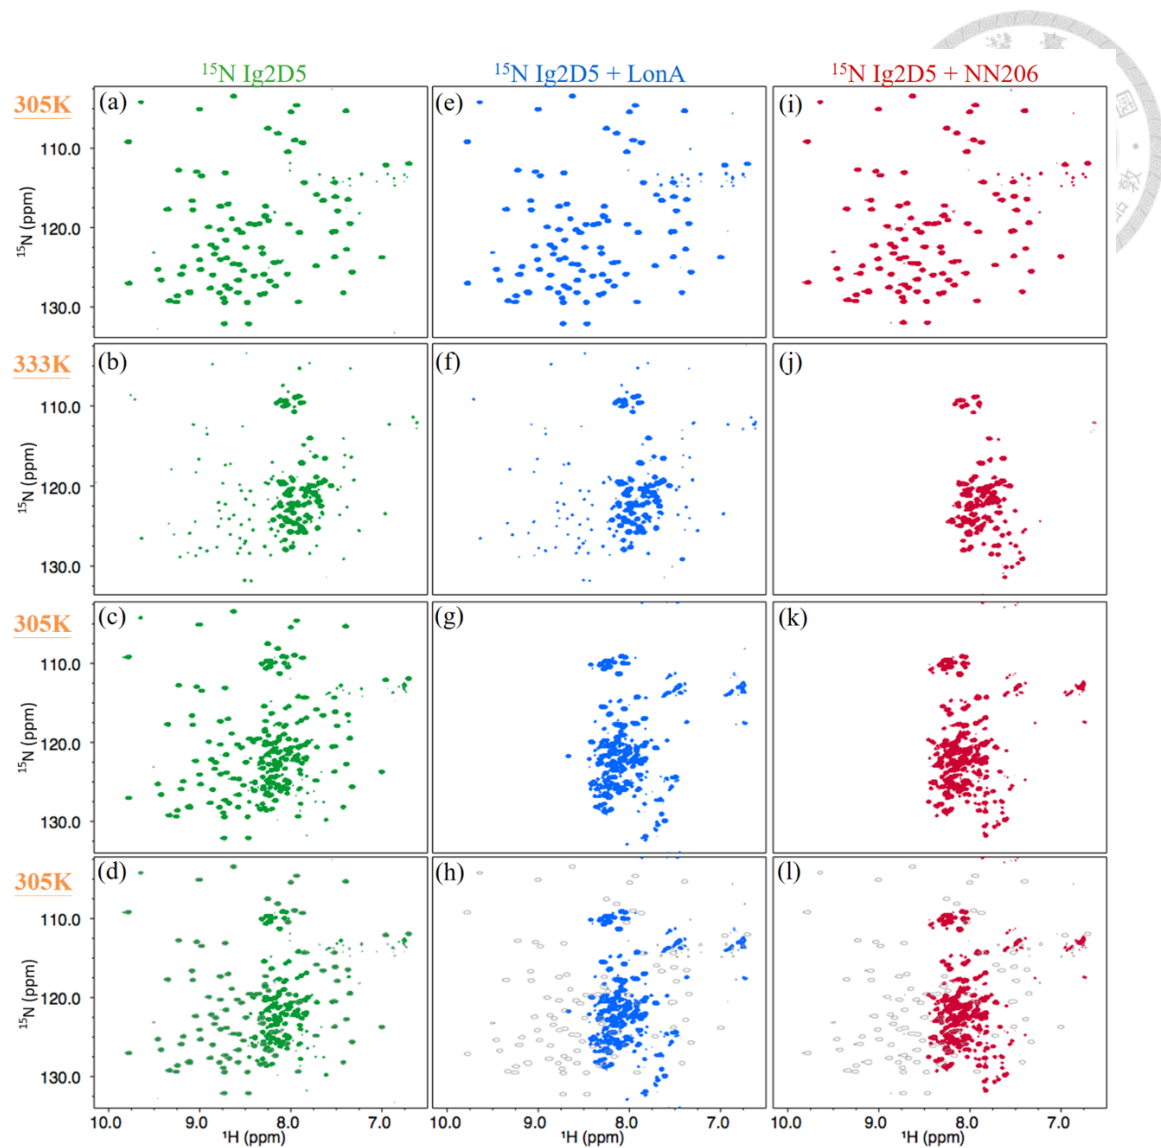 ¹⁵N Ig2D5
¹⁵N Ig2D5 + LonA
¹⁵N Ig2D5 + NN206
305K
(a)
(e)
(i)
110.0
120.0
130.0
¹⁵N (ppm)
333K
(b)
(f)
(j)
110.0
120.0
130.0
¹⁵N (ppm)
305K
(c)
(g)
(k)
110.0
120.0
130.0
¹⁵N (ppm)
305K
(d)
(h)
(l)
110.0
120.0
130.0
¹⁵N (ppm)
10.0 9.0 8.0 7.0
10.0 9.0 8.0 7.0
10.0 9.0 8.0 7.0
¹H (ppm)
¹H (ppm)
¹H (ppm)
國
教